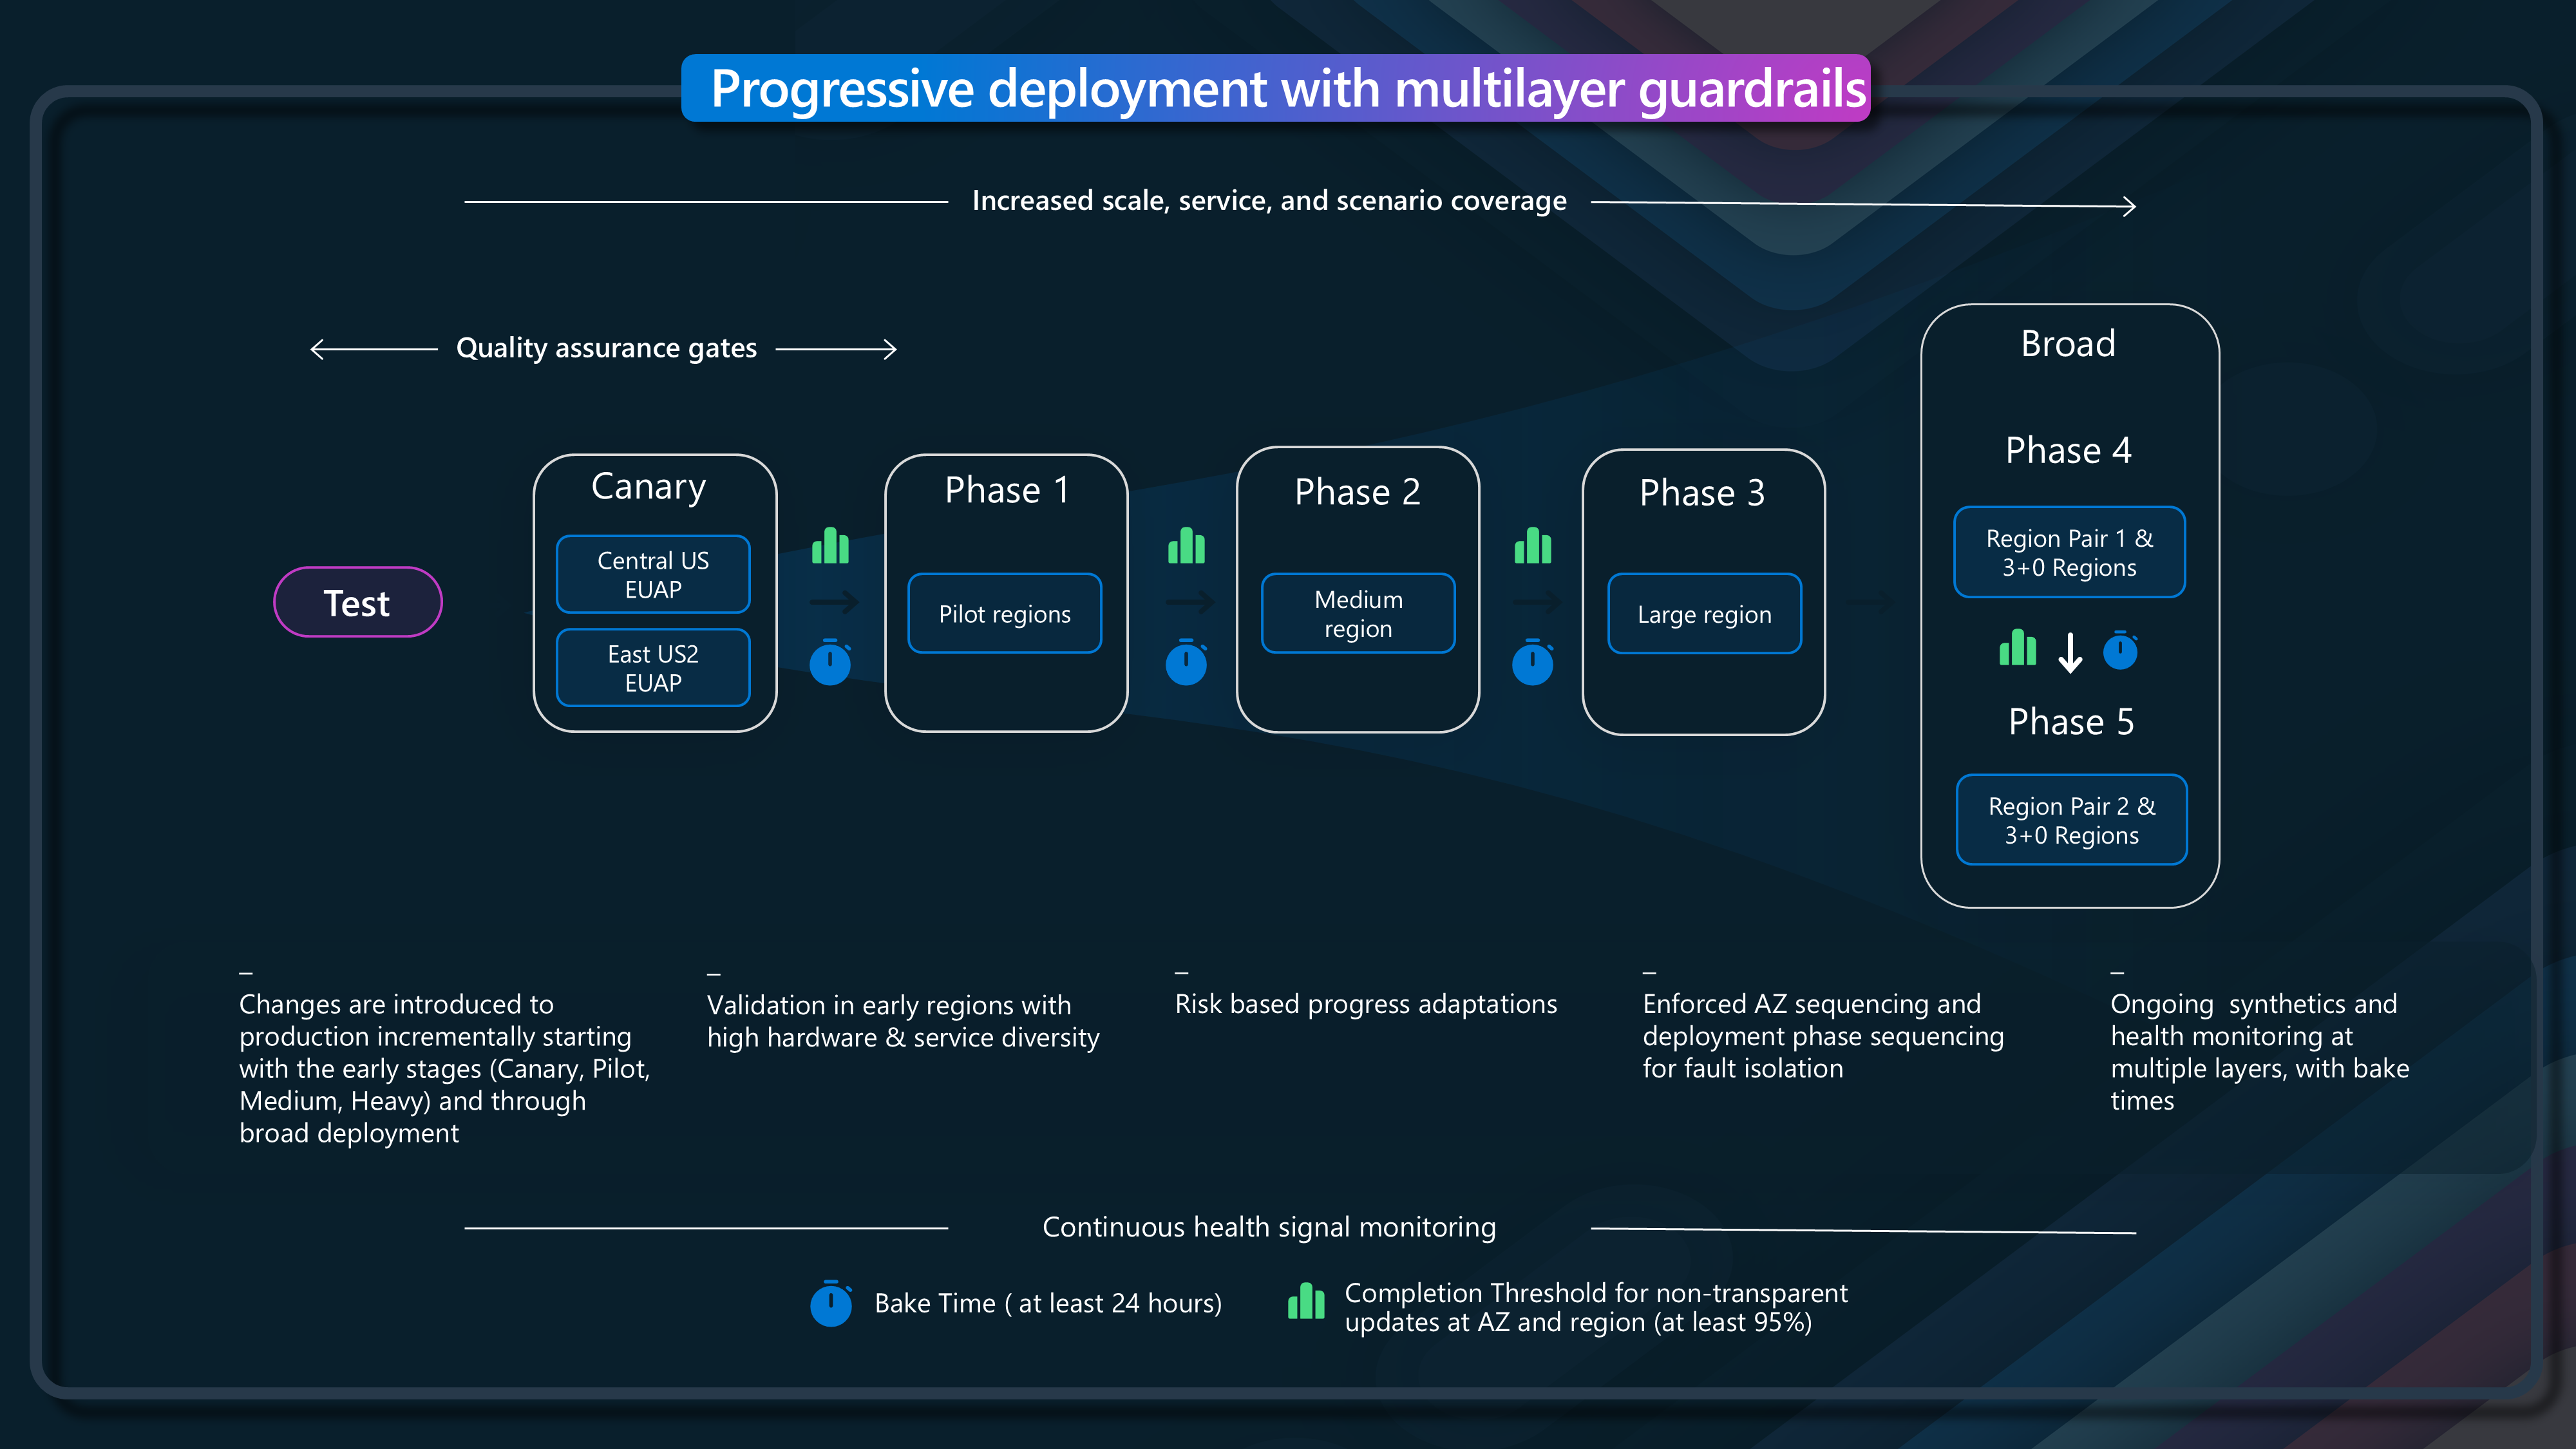 Progressive deployment with multilayer guardrails
Increased scale, service, and scenario coverage
Quality assurance gates
Test
Canary
Central US
EUAP
East US2
EUAP
Phase 1
Pilot regions
Phase 2
Medium
region
Phase 3
Large region
Broad
Phase 4
Region Pair 1 &
3+0 Regions
Phase 5
Region Pair 2 &
3+0 Regions
–
Changes are introduced to
production incrementally starting
with the early stages (Canary, Pilot,
Medium, Heavy) and through
broad deployment
–
Validation in early regions with
high hardware & service diversity
–
Risk based progress adaptations
–
Enforced AZ sequencing and
deployment phase sequencing
for fault isolation
–
Ongoing  synthetics and
health monitoring at
multiple layers, with bake
times
Continuous health signal monitoring
Bake Time ( at least 24 hours)
Completion Threshold for non-transparent
updates at AZ and region (at least 95%)